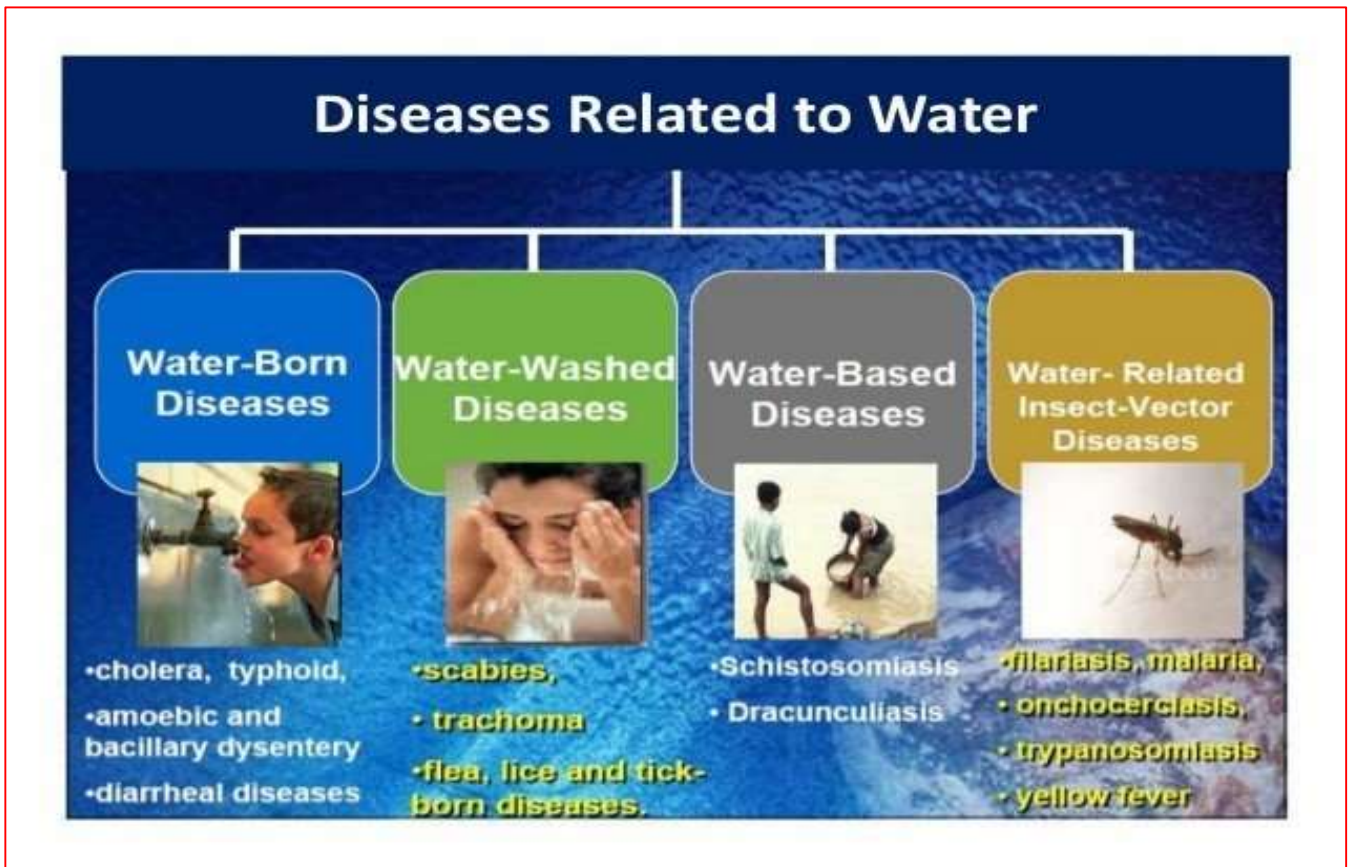 Diseases Related to Water
Water-Born
Diseases
Water-Washed
Diseases
Water-Based
Diseases
Water- Related
Insect-Vector
Diseases
•cholera, typhoid,
•amoebic and
bacillary dysentery
•diarrheal diseases
•scabies,
• trachoma
•flea, lice and tick-
born diseases.
•Schistosomiasis
• Dracunculiasis
•filariasis, malaria,
• onchocerciasis,
• trypanosomiasis
• yellow fever